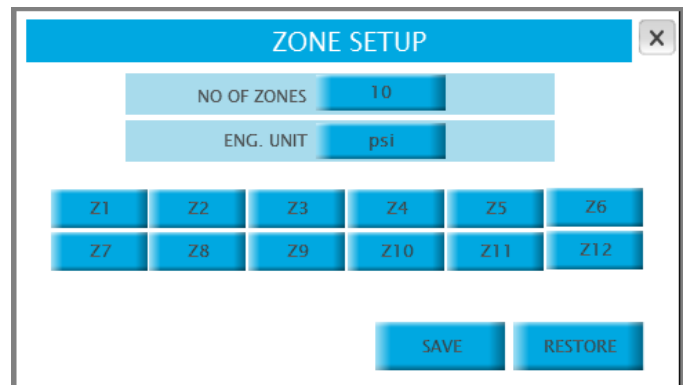 ZONE SETUP X
NO OF ZONES 10
ENG. UNIT psi
Z1 Z2 Z3 Z4 Z5 Z6
Z7 Z8 Z9 Z10 Z11 Z12
SAVE RESTORE